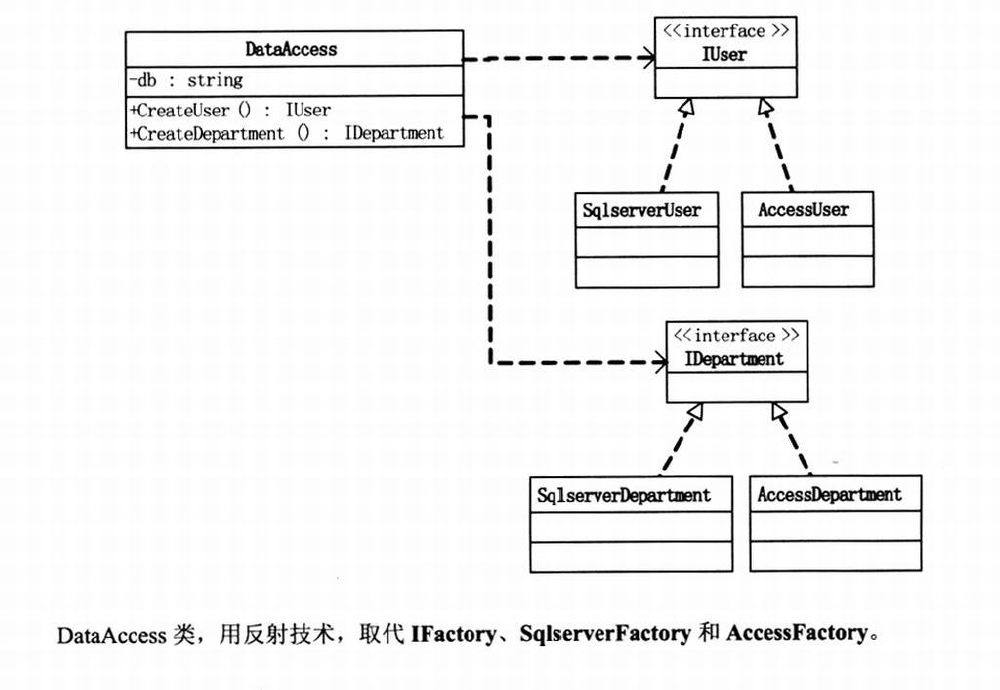 DataAccess
-db : string
+CreateUser () : IUser
+CreateDepartment () : IDepartment
<<interface >>
IUser
SqlserverUser
AccessUser
<<interface >>
IDepartment
SqlserverDepartment
AccessDepartment
DataAccess 类，用反射技术，取代 IFactory、SqlserverFactory 和 AccessFactory。